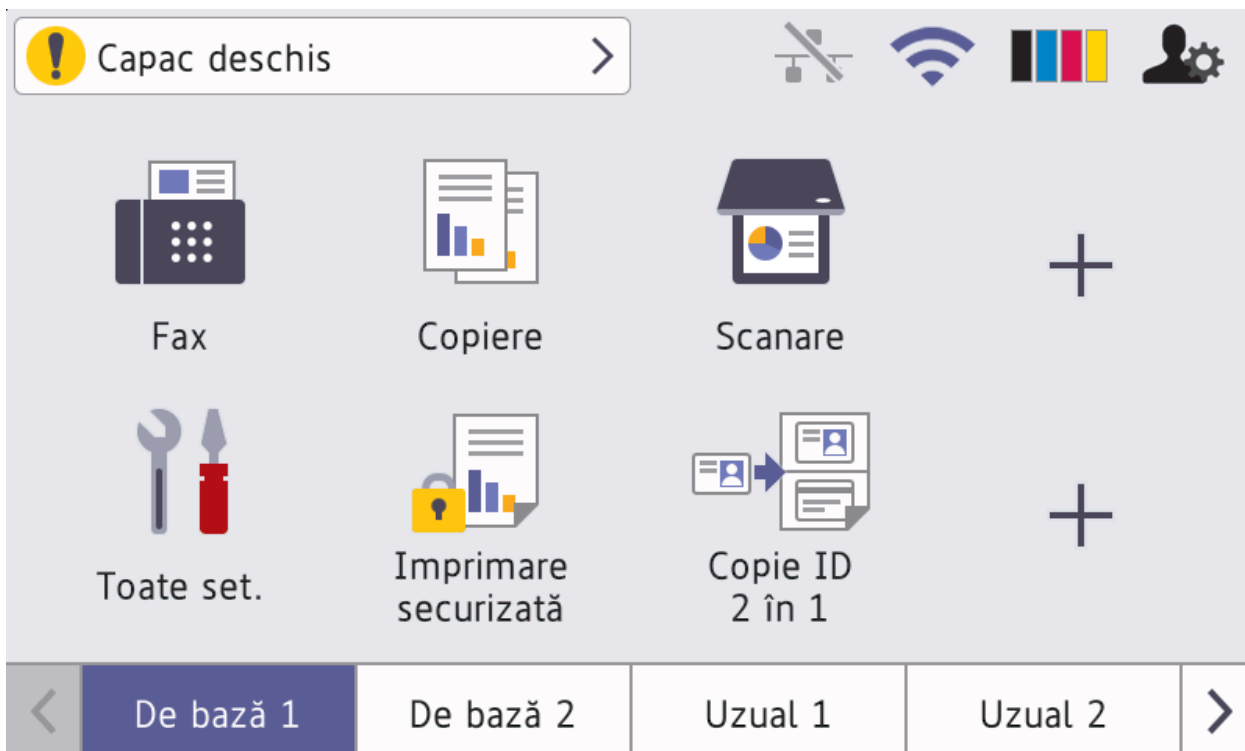 Capac deschis
Fax
Copiere
Scanare
Toate set.
Imprimare
securizată
Copie ID
2 în 1
De bază 1
De bază 2
Uzual 1
Uzual 2